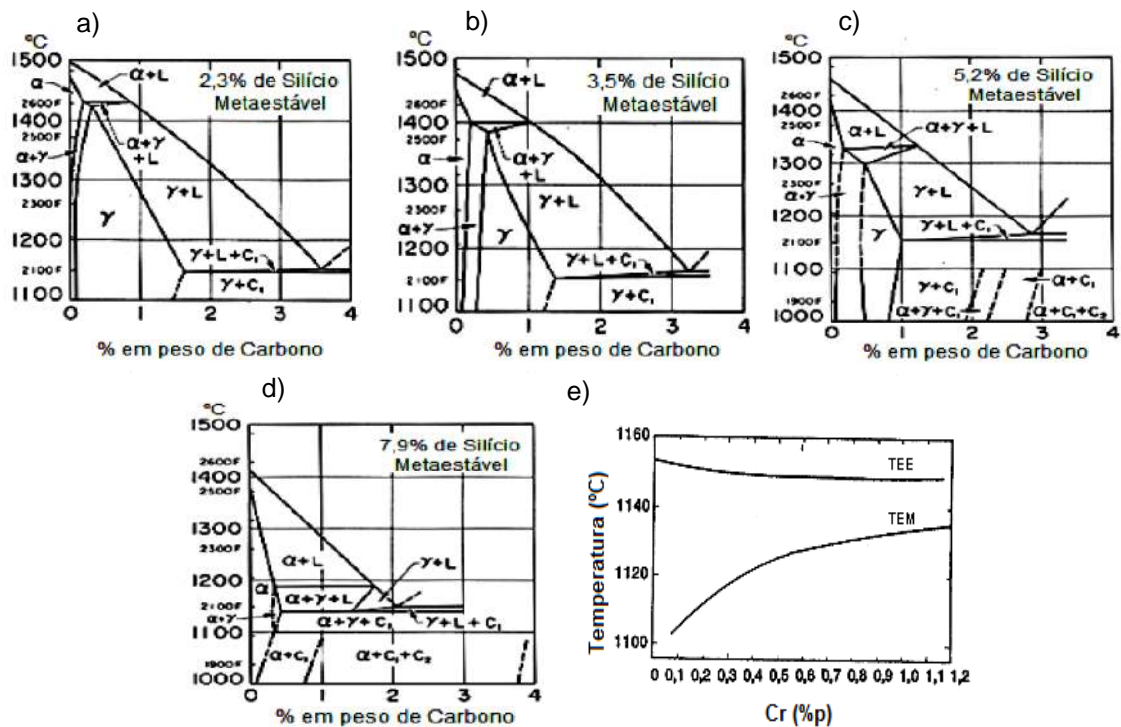 a)
°C
1500
α
α+L
2,3% de Silício
Metaestável
2600F
1400
2500F
α+γ
+L
α+γ
1300
2300F
γ+L
γ
1200
γ+L+C₁
2100F
γ+C₁
1100
0 1 2 3 4
% em peso de Carbono
b)
°C
1500
α+L
3,5% de Silício
Metaestável
2600F
1400
2500F
α
α+γ
+L
1300
2300F
γ+L
α+γ
γ
1200
γ+L+C₁
2100F
γ+C₁
1100
0 1 2 3 4
% em peso de Carbono
c)
°C
1500
5,2% de Silício
Metaestável
2600F
1400
2500F
α+L
α+γ+L
α
1300
2300F
α+γ
γ+L
1200
γ
γ+L+C₁
2100F
1100
γ+C₁
α+C₁
1900F
α+γ+C₁
α+C₁+C₂
1000
0 1 2 3 4
% em peso de Carbono
d)
°C
1500
7,9% de Silício
Metaestável
2600F
1400
2500F
1300
2300F
α+L
γ+L
1200
α
α+γ+L
2100F
α+γ
α+γ+C₁
γ+L+C₁
1100
α+C₁
α+C₁+C₂
1900F
1000
0 1 2 3 4
% em peso de Carbono
e)
1160
TEE
1140
Temperatura (°C)
TEM
1120
1100
0 0,1 0,2 0,3 0,4 0,5 0,6 0,7 0,8 0,9 1,0 1,1 1,2
Cr (%p)